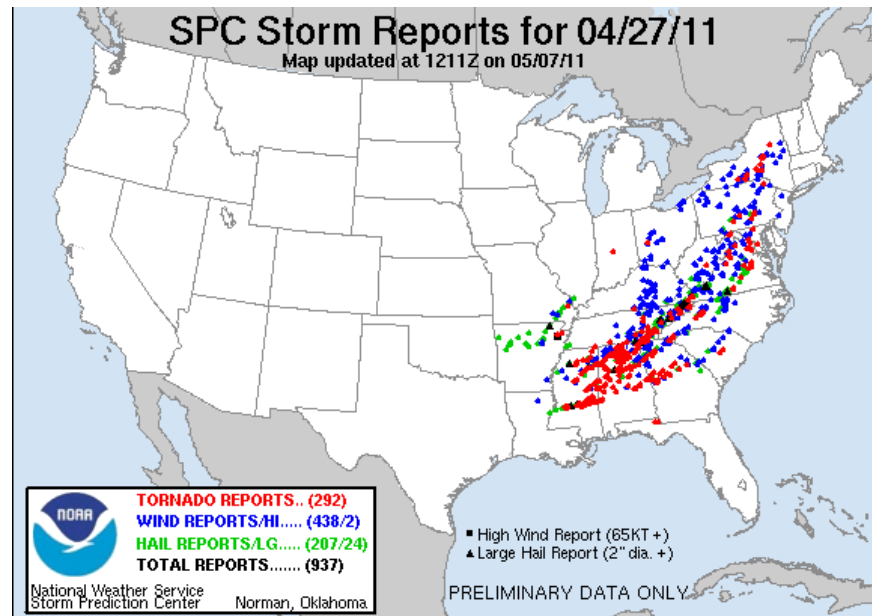 SPC Storm Reports for 04/27/11
Map updated at 1211Z on 05/07/11
NOAA
TORNADO REPORTS.. (292)
WIND REPORTS/HI..... (438/2)
HAIL REPORTS/LG..... (207/24)
TOTAL REPORTS....... (937)
National Weather Service
Storm Prediction Center Norman, Oklahoma
High Wind Report (65KT +)
Large Hail Report (2" dia. +)
PRELIMINARY DATA ONLY